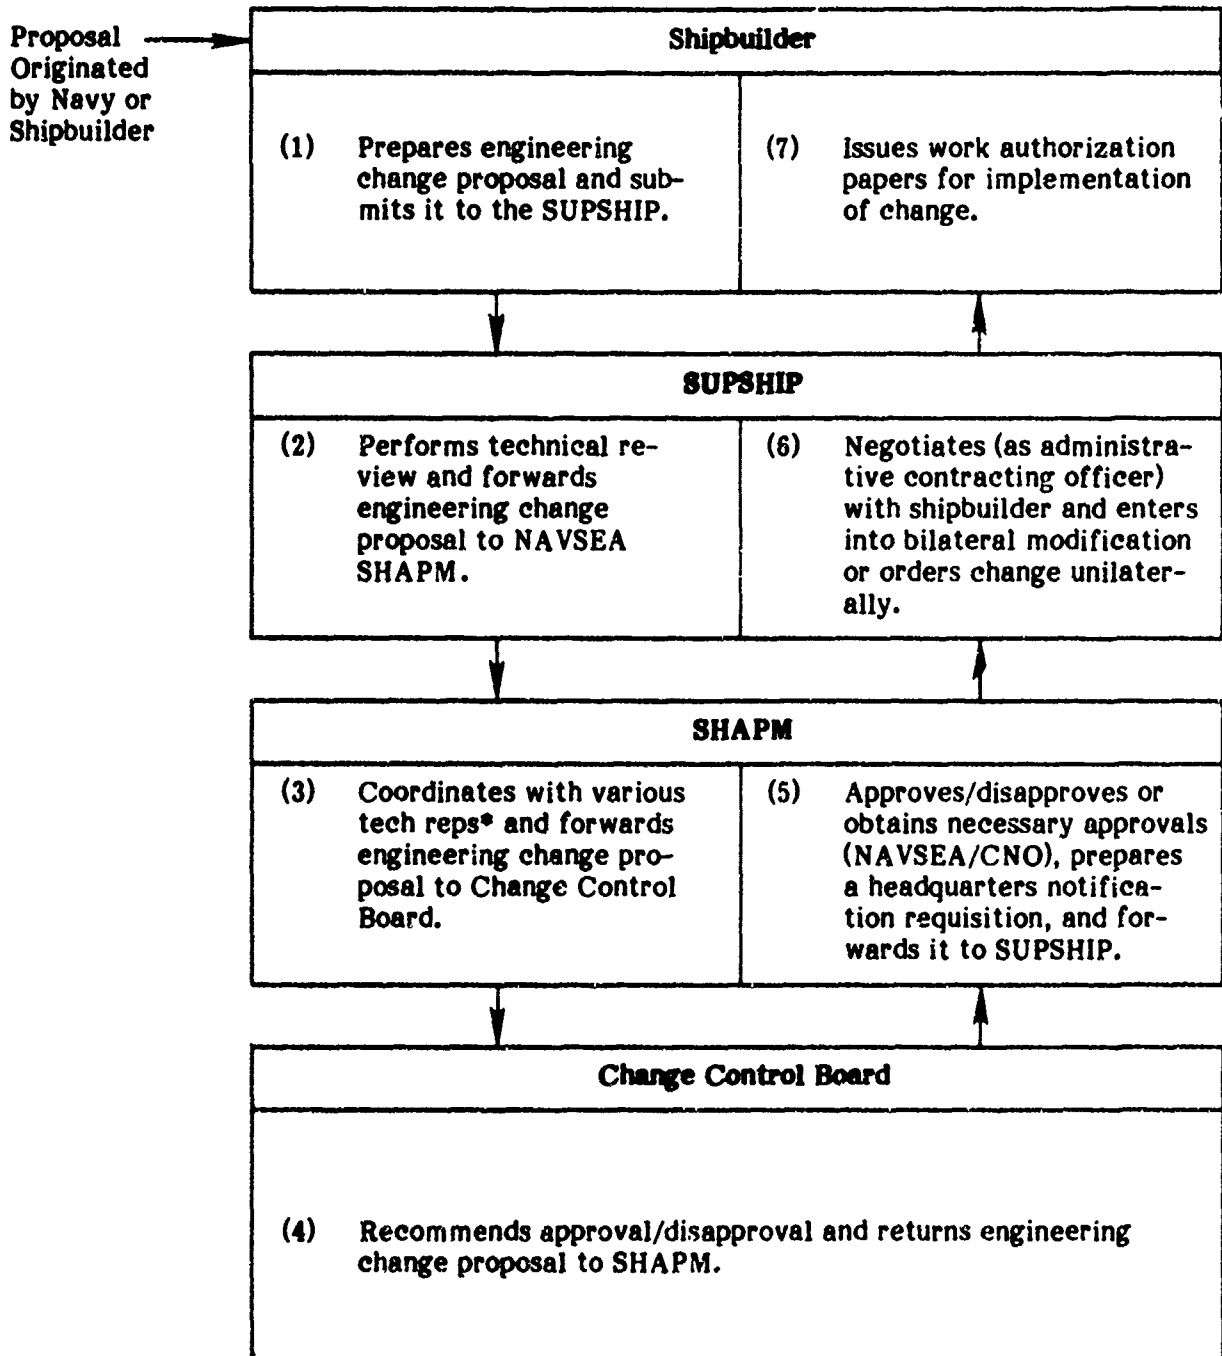 Proposal
Originated
by Navy or
Shipbuilder
Shipbuilder
(1) Prepares engineering
change proposal and sub-
mits it to the SUPSHIP.
(7) Issues work authorization
papers for implementation
of change.
SUPSHIP
(2) Performs technical re-
view and forwards
engineering change
proposal to NAVSEA
SHAPM.
(6) Negotiates (as administra-
tive contracting officer)
with shipbuilder and enters
into bilateral modification
or orders change unilater-
ally.
SHAPM
(3) Coordinates with various
tech reps* and forwards
engineering change pro-
posal to Change Control
Board.
(5) Approves/disapproves or
obtains necessary approvals
(NAVSEA/CNO), prepares
a headquarters notifica-
tion requisition, and for-
wards it to SUPSHIP.
Change Control Board
(4) Recommends approval/disapproval and returns engineering
change proposal to SHAPM.